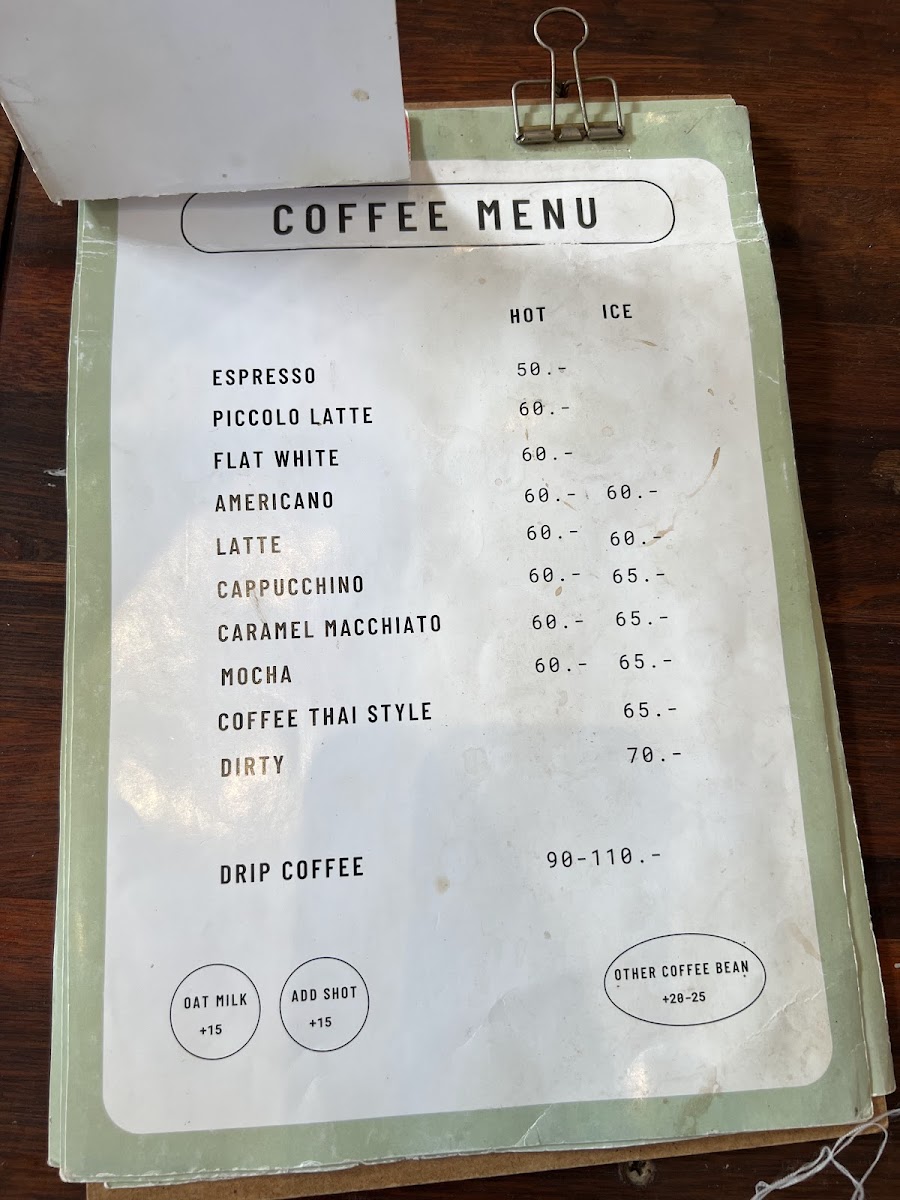 COFFEE MENU
HOT ICE
ESPRESSO 50.-
PICCOLO LATTE 60.-
FLAT WHITE 60.-
AMERICANO 60.- 60.-
LATTE 60.- 60.-
CAPPUCCHINO 60.- 65.-
CARAMEL MACCHIATO 60.- 65.-
MOCHA 60.- 65.-
COFFEE THAI STYLE 65.-
DIRTY 70.-
DRIP COFFEE 90-110.-
OAT MILK
+15
ADD SHOT
+15
OTHER COFFEE BEAN
+20-25